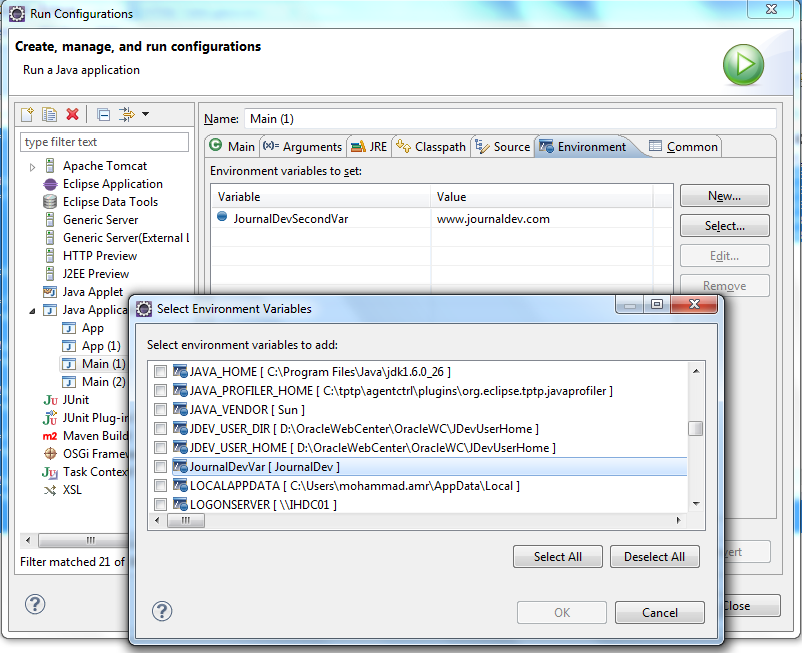 Run Configurations
Create, manage, and run configurations
Run a Java application
Name: Main (1)
type filter text
Main (x)= Arguments JRE Classpath Source Environment Common
Environment variables to set:
Variable Value
JournalDevSecondVar www.journaldev.com
New...
Select...
Edit...
Remove
Apache Tomcat
Eclipse Application
Eclipse Data Tools
Generic Server
Generic Server(External L
HTTP Preview
J2EE Preview
Java Applet
Java Applica
App
App (1)
Main (1)
Main (2)
JUnit
JUnit Plug-in
Maven Build
OSGi Framew
Task Context
XSL
Filter matched 21 of
Select Environment Variables
Select environment variables to add:
JAVA_HOME [ C:\Program Files\Java\jdk1.6.0_26 ]
JAVA_PROFILER_HOME [ C:\tptp\agentctrl\plugins\org.eclipse.tptp.javaprofiler ]
JAVA_VENDOR [ Sun ]
JDEV_USER_DIR [ D:\OracleWebCenter\OracleWC\JDevUserHome ]
JDEV_USER_HOME [ D:\OracleWebCenter\OracleWC\JDevUserHome ]
JournalDevVar [ JournalDev ]
LOCALAPPDATA [ C:\Users\mohammad.amr\AppData\Local ]
LOGONSERVER [ \\IHDC01 ]
Select All Deselect All
OK Cancel
vert
Close